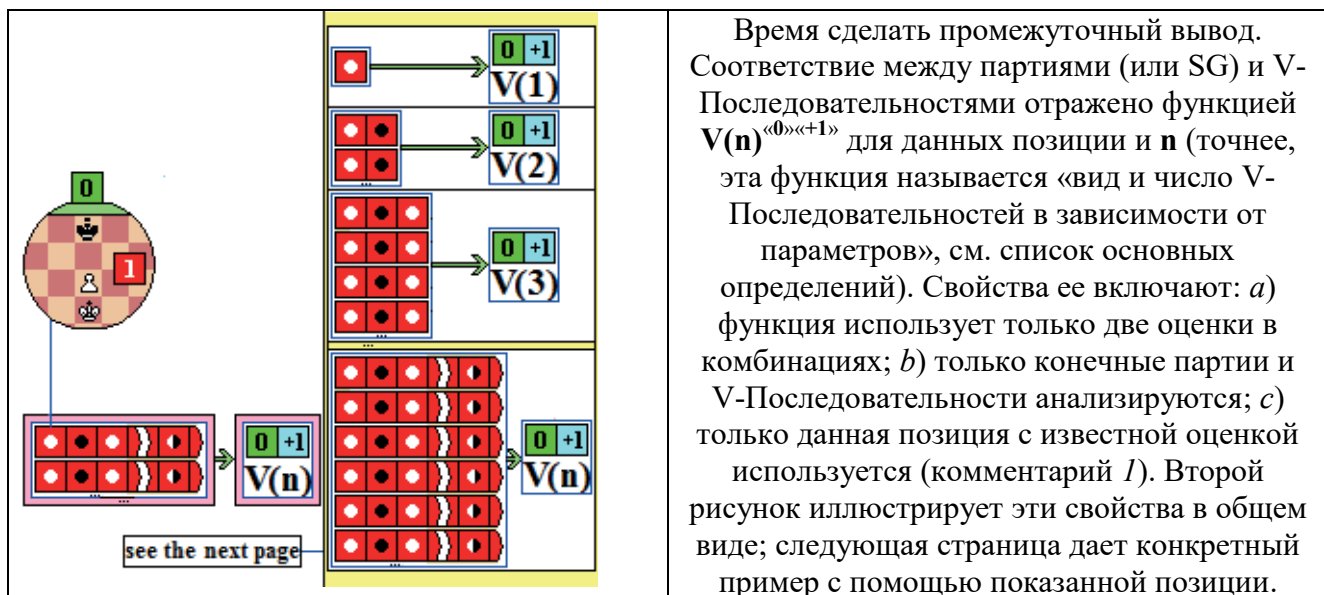 0 +1
V(1)
0 +1
V(2)
...
0
1
0 +1
V(3)
...
...
0 +1
V(n)
...
0 +1
V(n)
...
see the next page
Время сделать промежуточный вывод.
Соответствие между партиями (или SG) и V-
Последовательностями отражено функцией
V(n)«0»«+1» для данных позиции и n (точнее,
эта функция называется «вид и число V-
Последовательностей в зависимости от
параметров», см. список основных
определений). Свойства ее включают: a)
функция использует только две оценки в
комбинациях; b) только конечные партии и
V-Последовательности анализируются; c)
только данная позиция с известной оценкой
используется (комментарий 1). Второй
рисунок иллюстрирует эти свойства в общем
виде; следующая страница дает конкретный
пример с помощью показанной позиции.